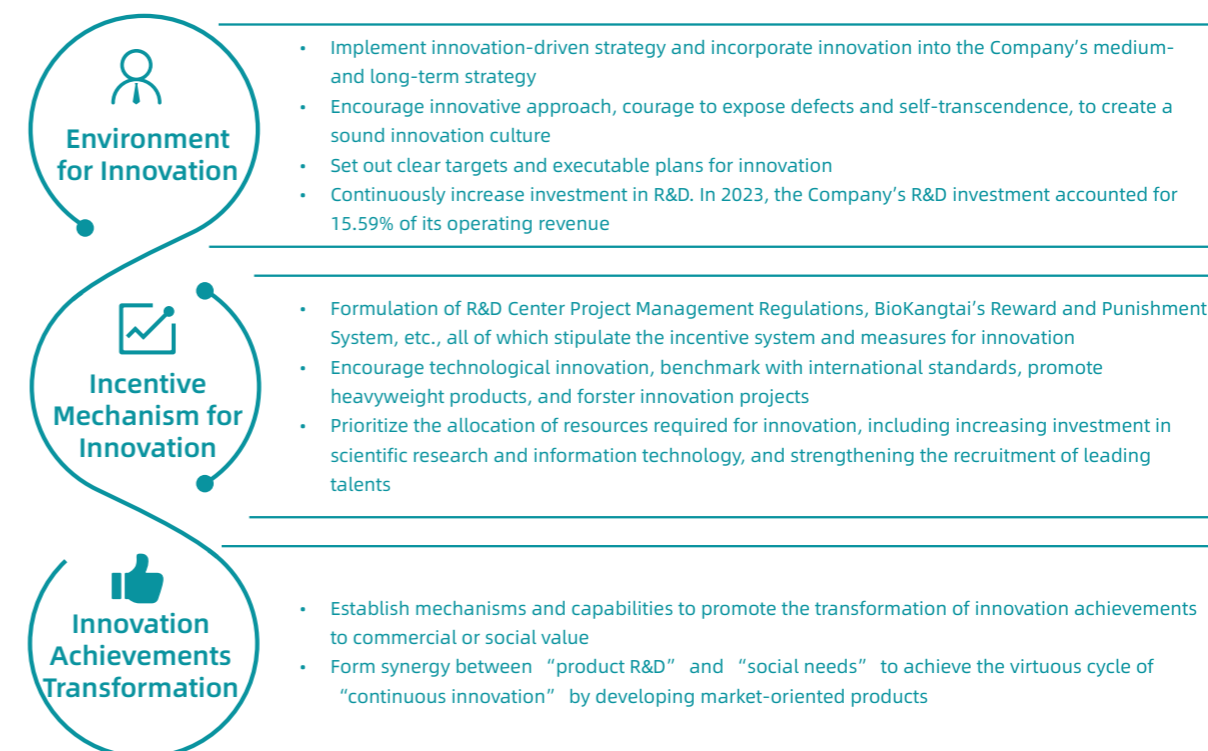 Environment
for Innovation
• Implement innovation-driven strategy and incorporate innovation into the Company’s medium-
and long-term strategy
• Encourage innovative approach, courage to expose defects and self-transcendence, to create a
sound innovation culture
• Set out clear targets and executable plans for innovation
• Continuously increase investment in R&D. In 2023, the Company’s R&D investment accounted for
15.59% of its operating revenue
Incentive
Mechanism for
Innovation
• Formulation of R&D Center Project Management Regulations, BioKangtai’s Reward and Punishment
System, etc., all of which stipulate the incentive system and measures for innovation
• Encourage technological innovation, benchmark with international standards, promote
heavyweight products, and forster innovation projects
• Prioritize the allocation of resources required for innovation, including increasing investment in
scientific research and information technology, and strengthening the recruitment of leading
talents
Innovation
Achievements
Transformation
• Establish mechanisms and capabilities to promote the transformation of innovation achievements
to commercial or social value
• Form synergy between “product R&D” and “social needs” to achieve the virtuous cycle of
“continuous innovation” by developing market-oriented products